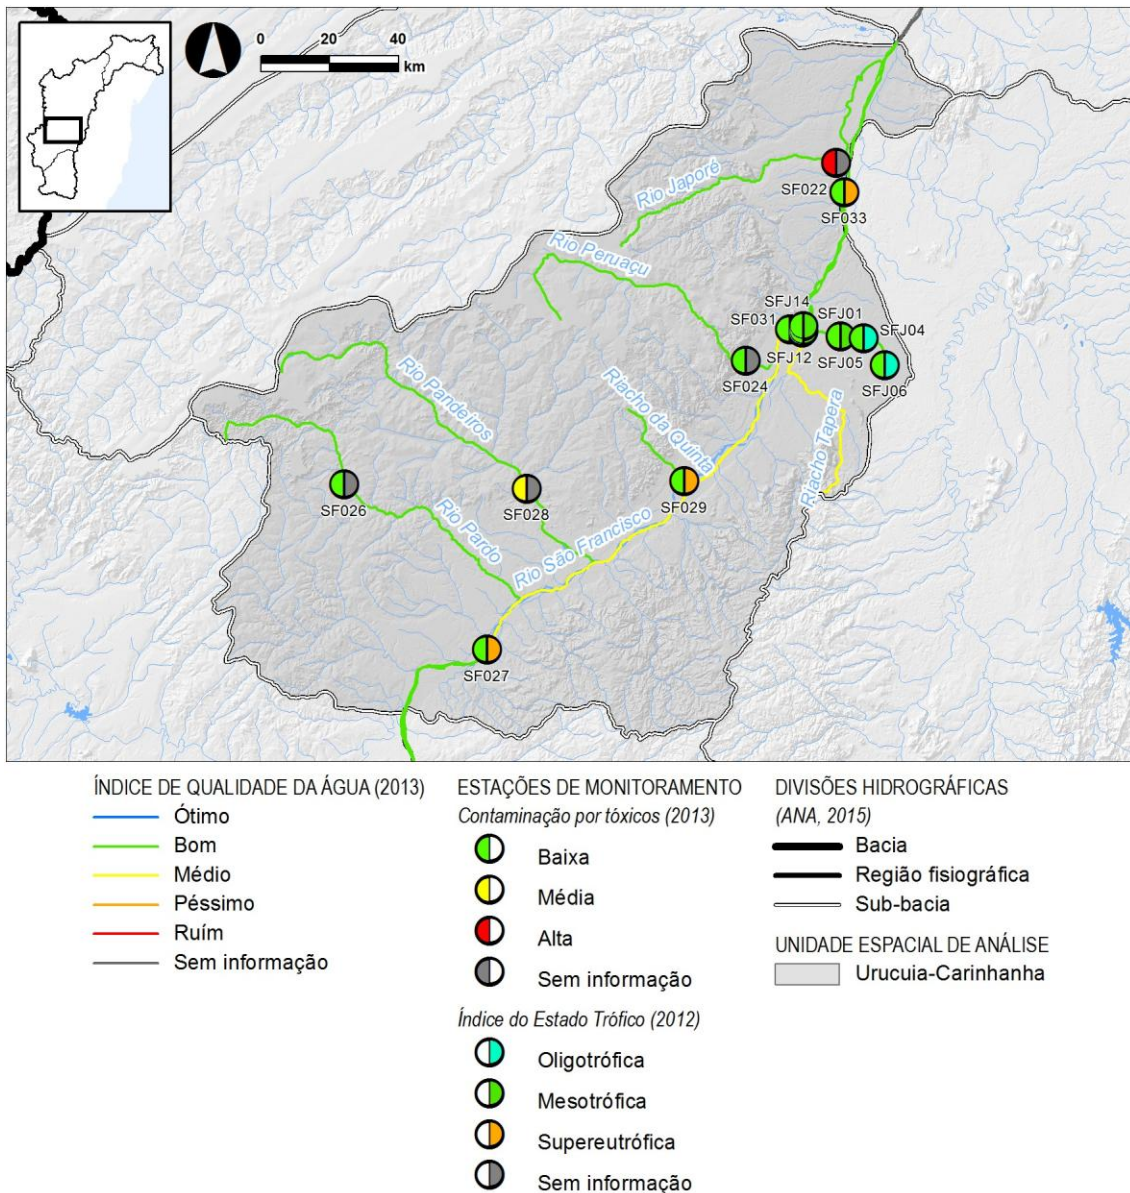 0 20 40
km
Rio Japoré
SF022
SF033
Rio Peruaçu
SFJ14
SF031
SFJ01
SFJ04
SFJ12
SFJ05
SFJ06
SF024
Rio Pandeiros
Riacho da Quinta
Riacho Tapera
SF026
SF028
SF029
Rio Pardo
Rio São Francisco
SF027
ÍNDICE DE QUALIDADE DA ÁGUA (2013)
Ótimo
Bom
Médio
Péssimo
Ruím
Sem informação
ESTAÇÕES DE MONITORAMENTO
Contaminação por tóxicos (2013)
Baixa
Média
Alta
Sem informação
Índice do Estado Trófico (2012)
Oligotrófica
Mesotrófica
Supereutrófica
Sem informação
DIVISÕES HIDROGRÁFICAS
(ANA, 2015)
Bacia
Região fisiográfica
Sub-bacia
UNIDADE ESPACIAL DE ANÁLISE
Urucuia-Carinhanha